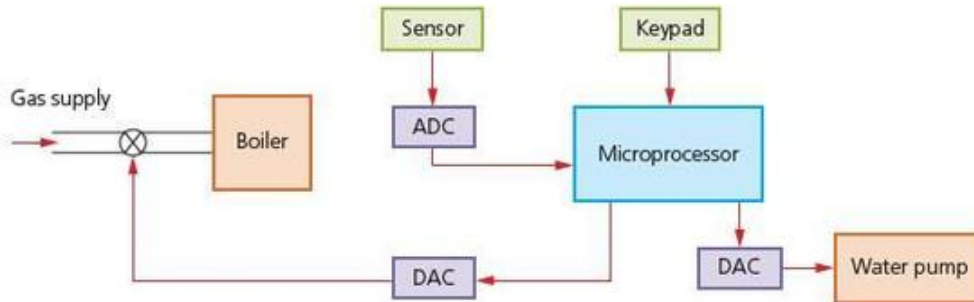 Sensor
Keypad
Gas supply
Boiler
ADC
Microprocessor
DAC
DAC
Water pump